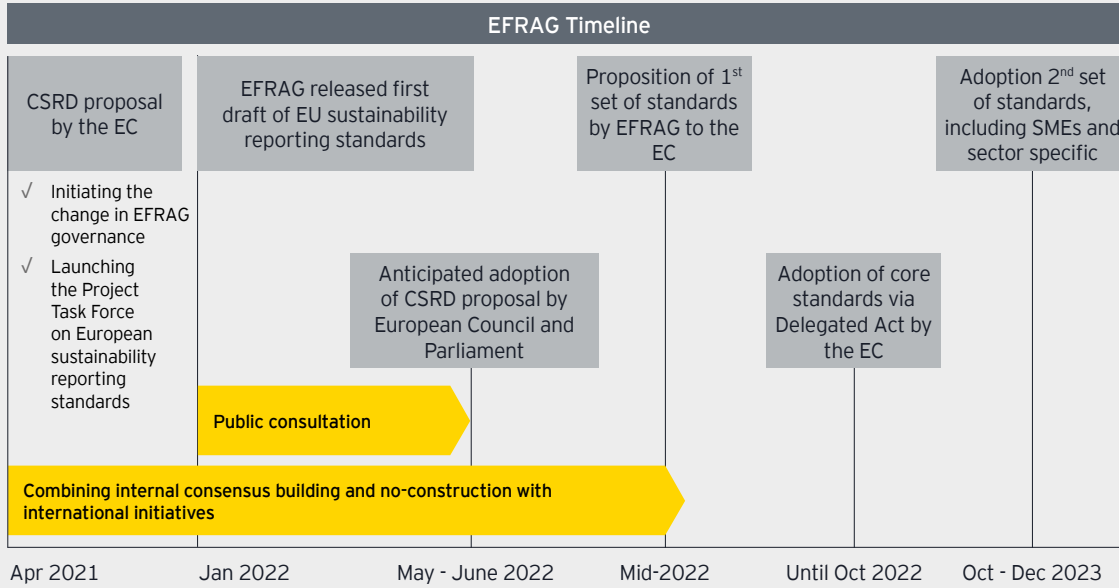 EFRAG Timeline
CSRD proposal
by the EC
EFRAG released first
draft of EU sustainability
reporting standards
Proposition of 1st
set of standards
by EFRAG to the
EC
Adoption 2nd set
of standards,
including SMEs and
sector specific
√ Initiating the
change in EFRAG
governance
√ Launching
the Project
Task Force
on European
sustainability
reporting
standards
Anticipated adoption
of CSRD proposal by
European Council and
Parliament
Adoption of core
standards via
Delegated Act by
the EC
Public consultation
Combining internal consensus building and no-construction with
international initiatives
Apr 2021
Jan 2022
May - June 2022
Mid-2022
Until Oct 2022
Oct - Dec 2023